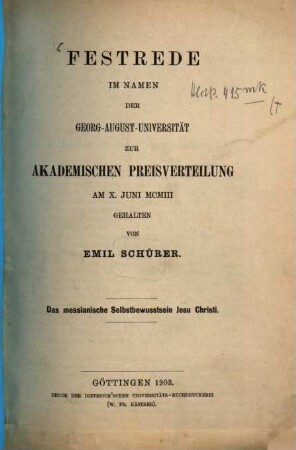 FESTREDE
IM NAMEN
DER
GEORG-AUGUST-UNIVERSITÄT
ZUR
AKADEMISCHEN PREISVERTEILUNG
AM X. JUNI MCMIII
GEHALTEN
VON
EMIL SCHÜRER.
Das messianische Selbstbewusstsein Jesu Christi.
GÖTTINGEN 1903.
DRUCK DER DIETERICH'SCHEN UNIVERSITÄTS-BUCHDRUCKEREI
(W. FR. KAESTNER).